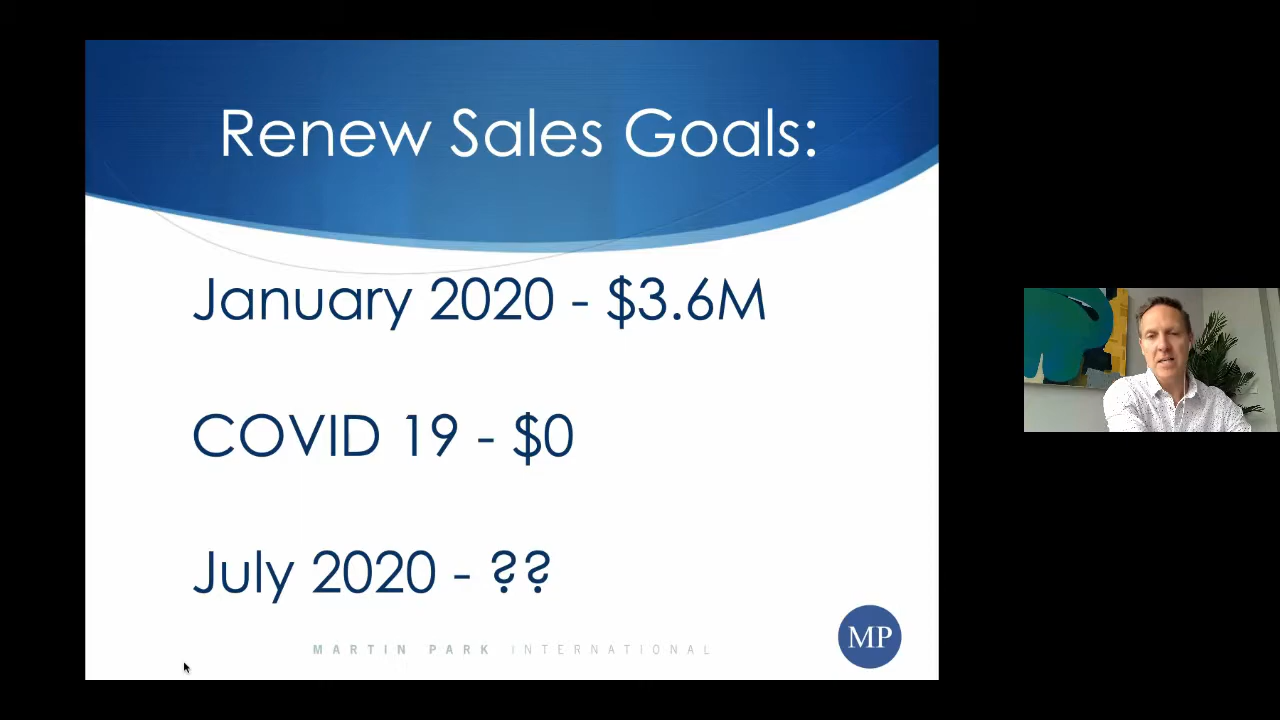 Renew Sales Goals:
January 2020 - $3.6M
COVID 19 - $0
July 2020 - ??
MARTIN PARK INTERNATIONAL
MP